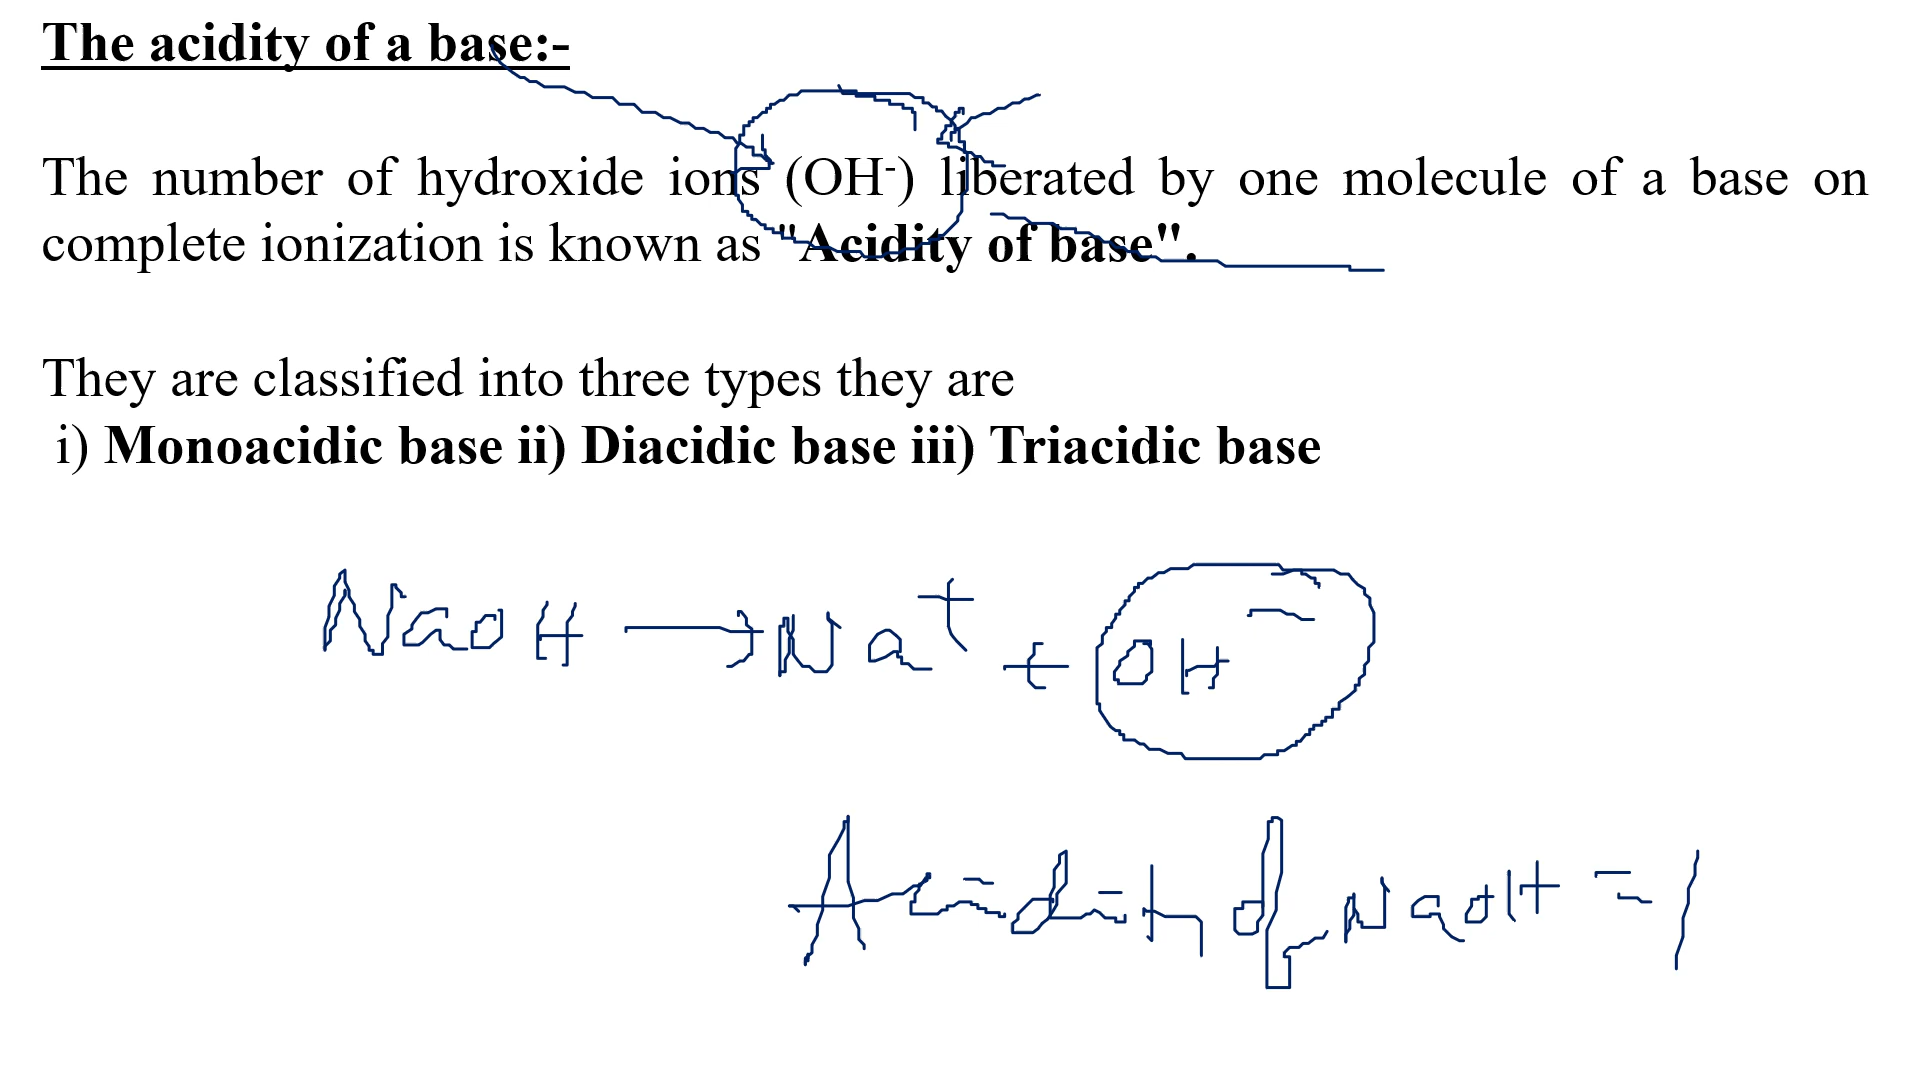 The acidity of a base:-
The number of hydroxide ions (OH⁻) liberated by one molecule of a base on
complete ionization is known as "Acidity of base".
They are classified into three types they are
i) Monoacidic base ii) Diacidic base iii) Triacidic base
NaOH → Na⁺ + OH⁻
Acidity of NaOH = 1